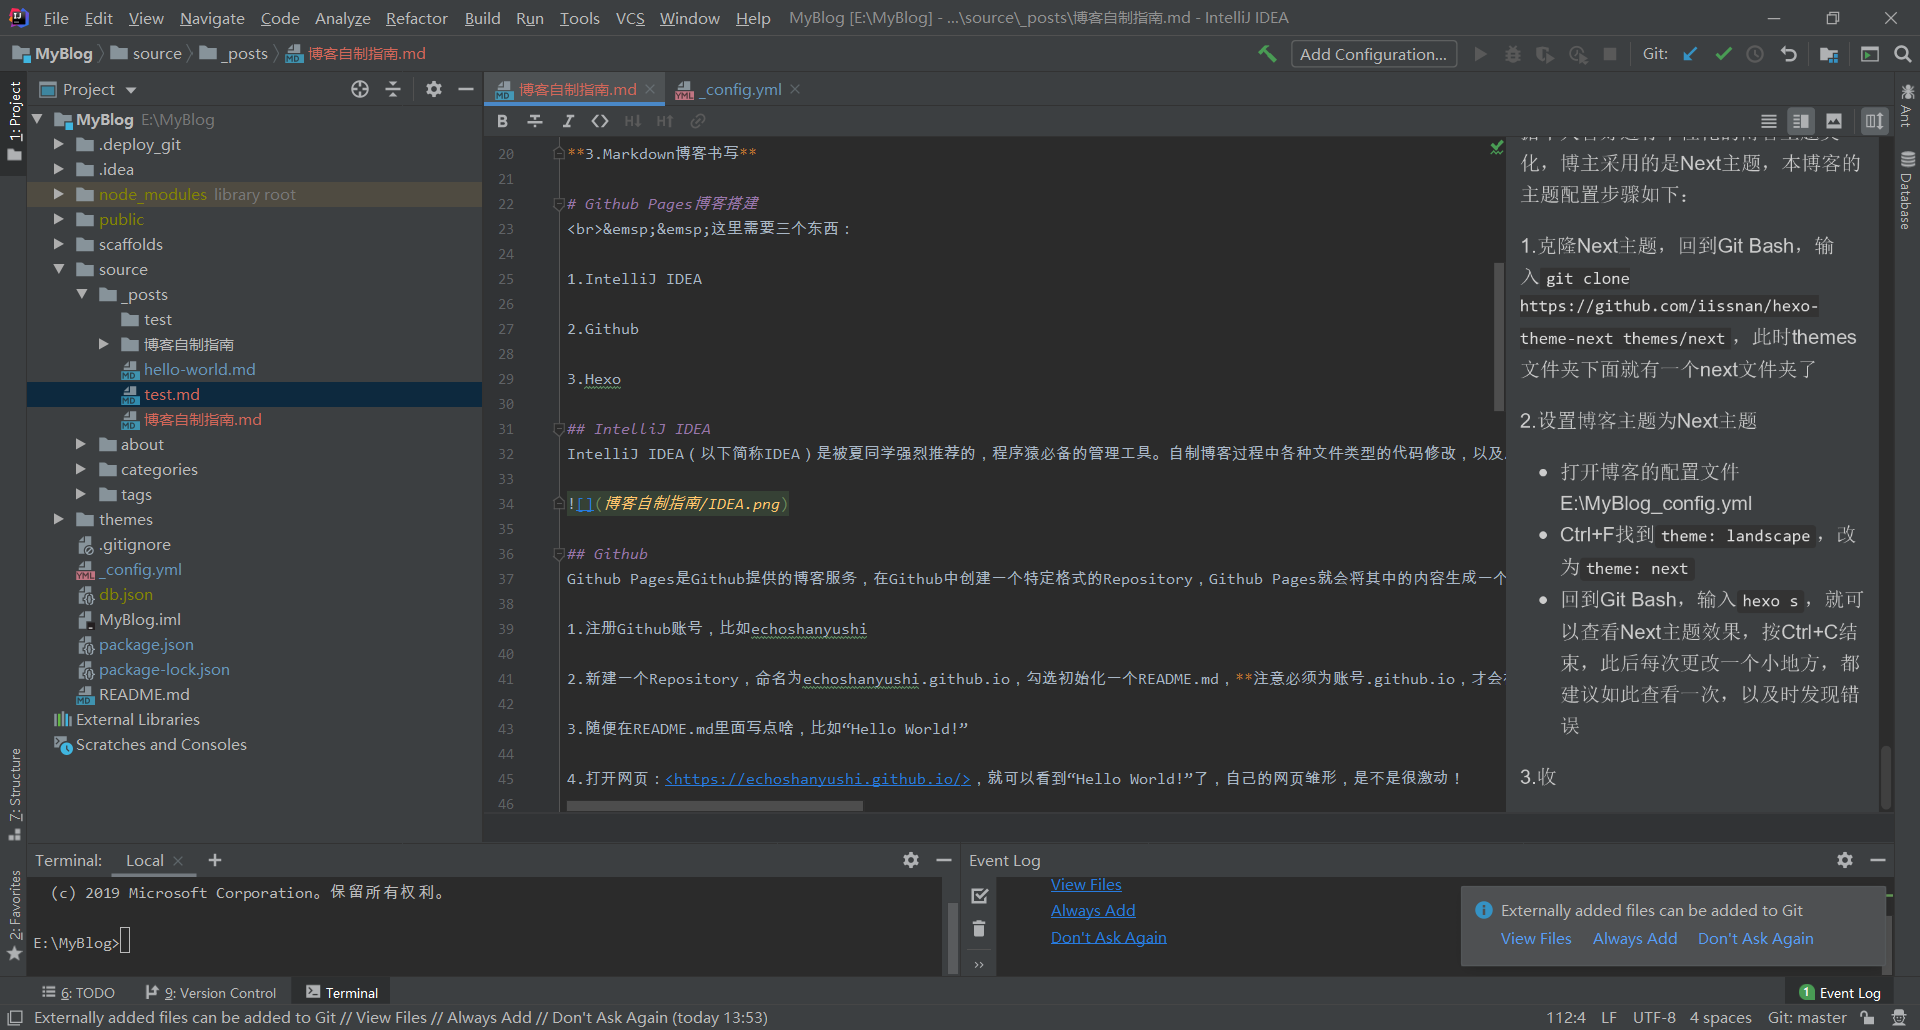 File Edit View Navigate Code Analyze Refactor Build Run Tools VCS Window Help MyBlog [E:\MyBlog] - ...\source\_posts\博客自制指南.md - IntelliJ IDEA
MyBlog source _posts 博客自制指南.md
Add Configuration...
Git:
1: Project
Project
MyBlog E:\MyBlog
.deploy_git
.idea
node_modules library root
public
scaffolds
source
_posts
test
博客自制指南
hello-world.md
test.md
博客自制指南.md
about
categories
tags
themes
.gitignore
_config.yml
db.json
MyBlog.iml
package.json
package-lock.json
README.md
External Libraries
Scratches and Consoles
7: Structure
2: Favorites
博客自制指南.md _config.yml
B I <> H↓ H↑
20 **3.Markdown博客书写**
21
22 # Github Pages博客搭建
23 <br>&emsp;&emsp;这里需要三个东西：
24
25 1.IntelliJ IDEA
26
27 2.Github
28
29 3.Hexo
30
31 ## IntelliJ IDEA
32 IntelliJ IDEA（以下简称IDEA）是被夏同学强烈推荐的，程序猿必备的管理工具。自制博客过程中各种文件类型的代码修改，以及
33
34 ![](博客自制指南/IDEA.png)
35
36 ## Github
37 Github Pages是Github提供的博客服务，在Github中创建一个特定格式的Repository，Github Pages就会将其中的内容生成一个
38
39 1.注册Github账号，比如echoshanyushi
40
41 2.新建一个Repository，命名为echoshanyushi.github.io，勾选初始化一个README.md，**注意必须为账号.github.io，才会
42
43 3.随便在README.md里面写点啥，比如“Hello World!”
44
45 4.打开网页：<https://echoshanyushi.github.io/>，就可以看到“Hello World!”了，自己的网页雏形，是不是很激动！
46
化，博主采用的是Next主题，本博客的
主题配置步骤如下：
1.克隆Next主题，回到Git Bash，输
入 git clone
https://github.com/iissnan/hexo-
theme-next themes/next，此时themes
文件夹下面就有一个next文件夹了
2.设置博客主题为Next主题
• 打开博客的配置文件
E:\MyBlog_config.yml
• Ctrl+F找到 theme: landscape，改
为 theme: next
• 回到Git Bash，输入 hexo s，就可
以查看Next主题效果，按Ctrl+C结
束，此后每次更改一个小地方，都
建议如此查看一次，以及时发现错
误
3.收
Ant
Database
Terminal: Local
(c) 2019 Microsoft Corporation。保留所有权利。
E:\MyBlog>
Event Log
View Files
Always Add
Don't Ask Again
Externally added files can be added to Git
View Files Always Add Don't Ask Again
6: TODO 9: Version Control Terminal
1 Event Log
Externally added files can be added to Git // View Files // Always Add // Don't Ask Again (today 13:53)
112:4 LF UTF-8 4 spaces Git: master